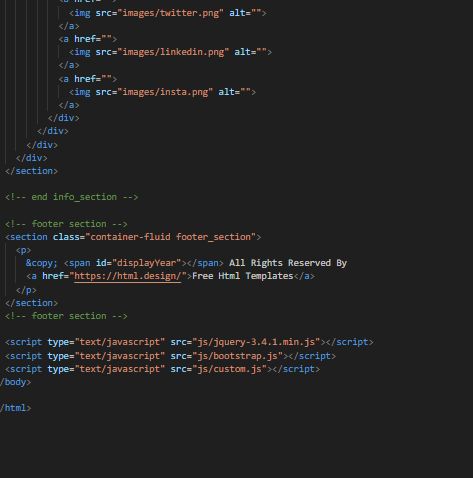 <a href="">
<img src="images/twitter.png" alt="">
</a>
<a href="">
<img src="images/linkedin.png" alt="">
</a>
<a href="">
<img src="images/insta.png" alt="">
</a>
</div>
</div>
</div>
</div>
</section>
<!-- end info_section -->
<!-- footer section -->
<section class="container-fluid footer_section">
<p>
&copy; <span id="displayYear"></span> All Rights Reserved By
<a href="https://html.design/">Free Html Templates</a>
</p>
</section>
<!-- footer section -->
<script type="text/javascript" src="js/jquery-3.4.1.min.js"></script>
<script type="text/javascript" src="js/bootstrap.js"></script>
<script type="text/javascript" src="js/custom.js"></script>
/body>
/html>